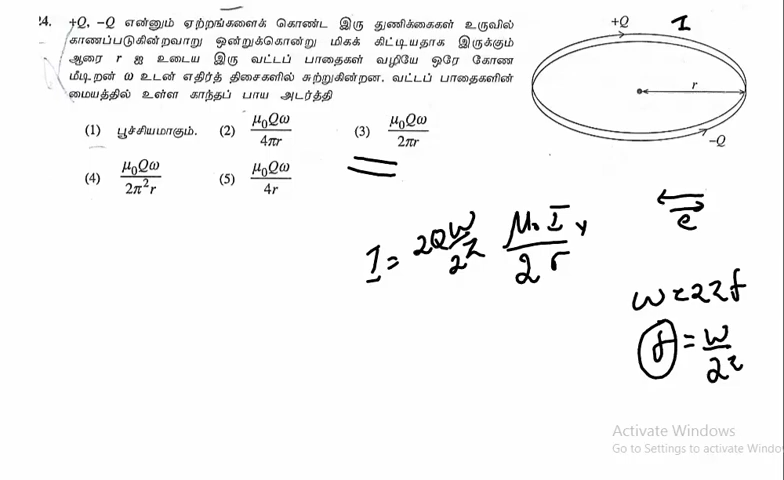 24. +Q, −Q என்னும் ஏற்றங்களைக் கொண்ட இரு துணிக்கைகள் உருவில்
காணப்படுகின்றவாறு ஒன்றுக்கொன்று மிகக் கிட்டியதாக இருக்கும்
ஆரை r ஐ உடைய இரு வட்டப் பாதைகள் வழியே ஒரே கோண
மீடிறன் ω உடன் எதிர்த் திசைகளில் சுற்றுகின்றன. வட்டப் பாதைகளின்
மையத்தில் உள்ள காந்தப் பாய அடர்த்தி
(1) பூச்சியமாகும். (2) μ₀Qω/4πr (3) μ₀Qω/2πr
(4) μ₀Qω/2π²r (5) μ₀Qω/4r
+Q I
r
−Q
e
I = 2Qω/2π μ₀I/2r
ω = 2πf
f = ω/2π
Activate Windows
Go to Settings to activate Windo